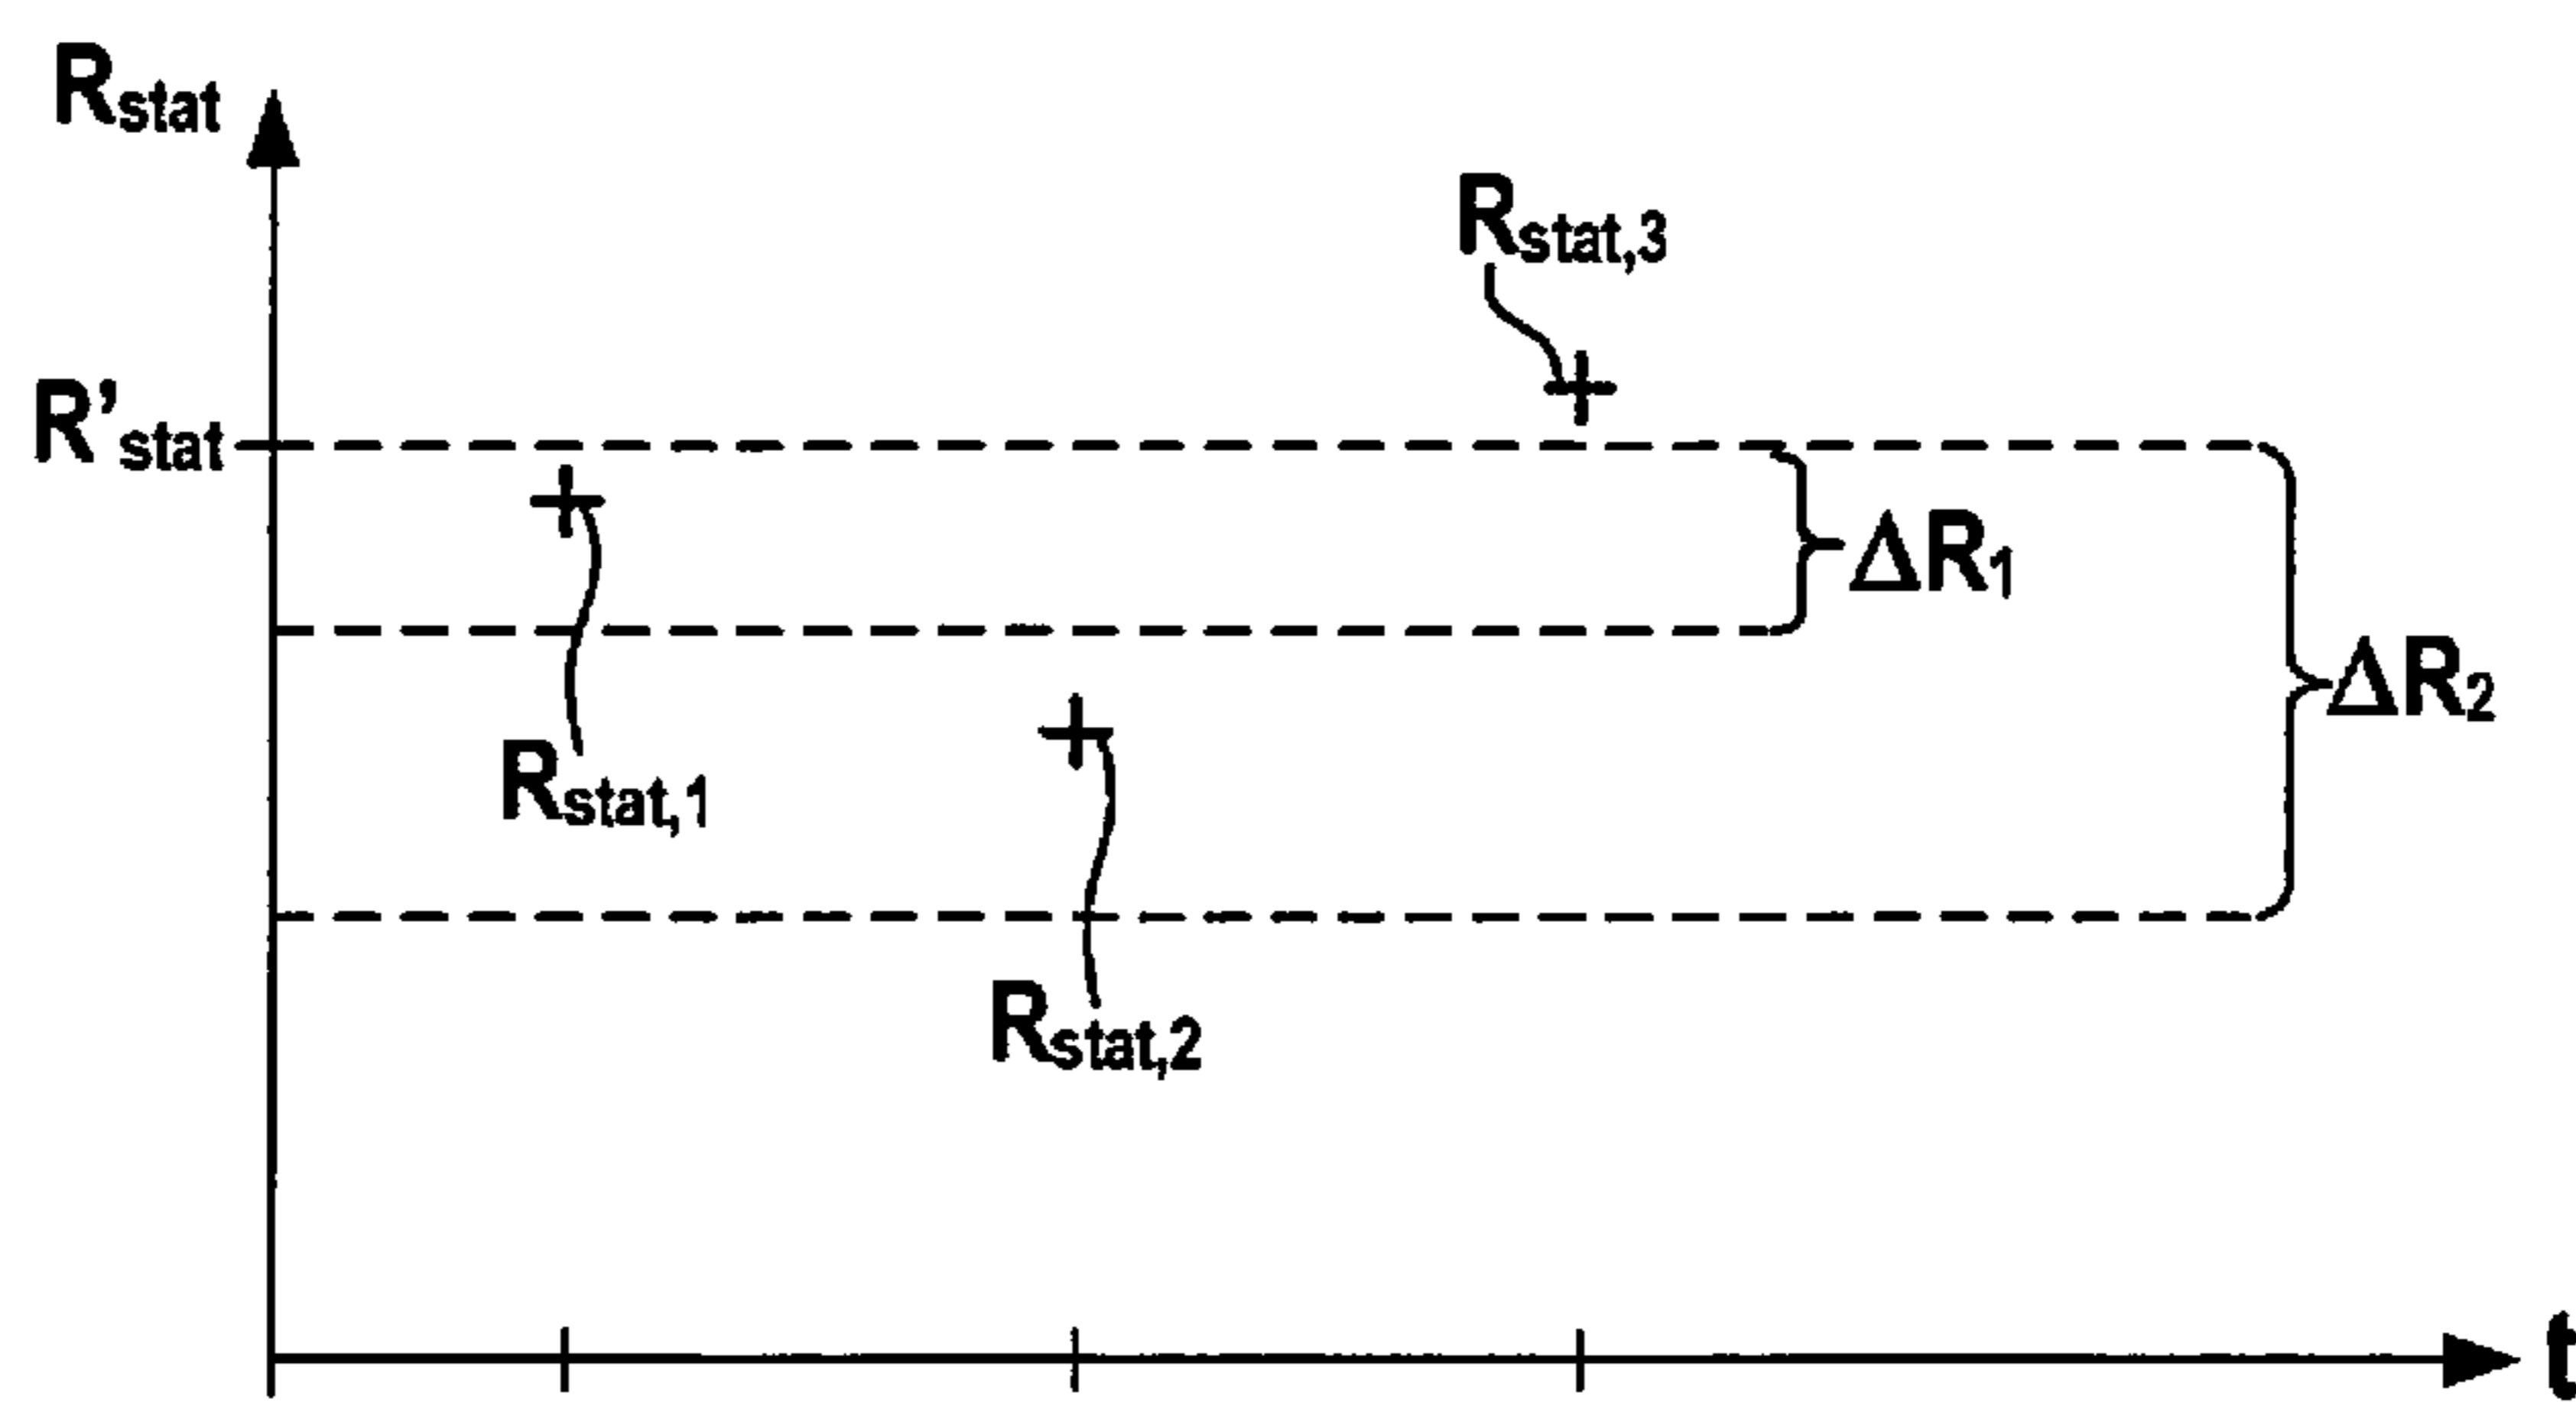 Rstat
Rstat,3
R'stat
ΔR1
ΔR2
Rstat,1
Rstat,2
t